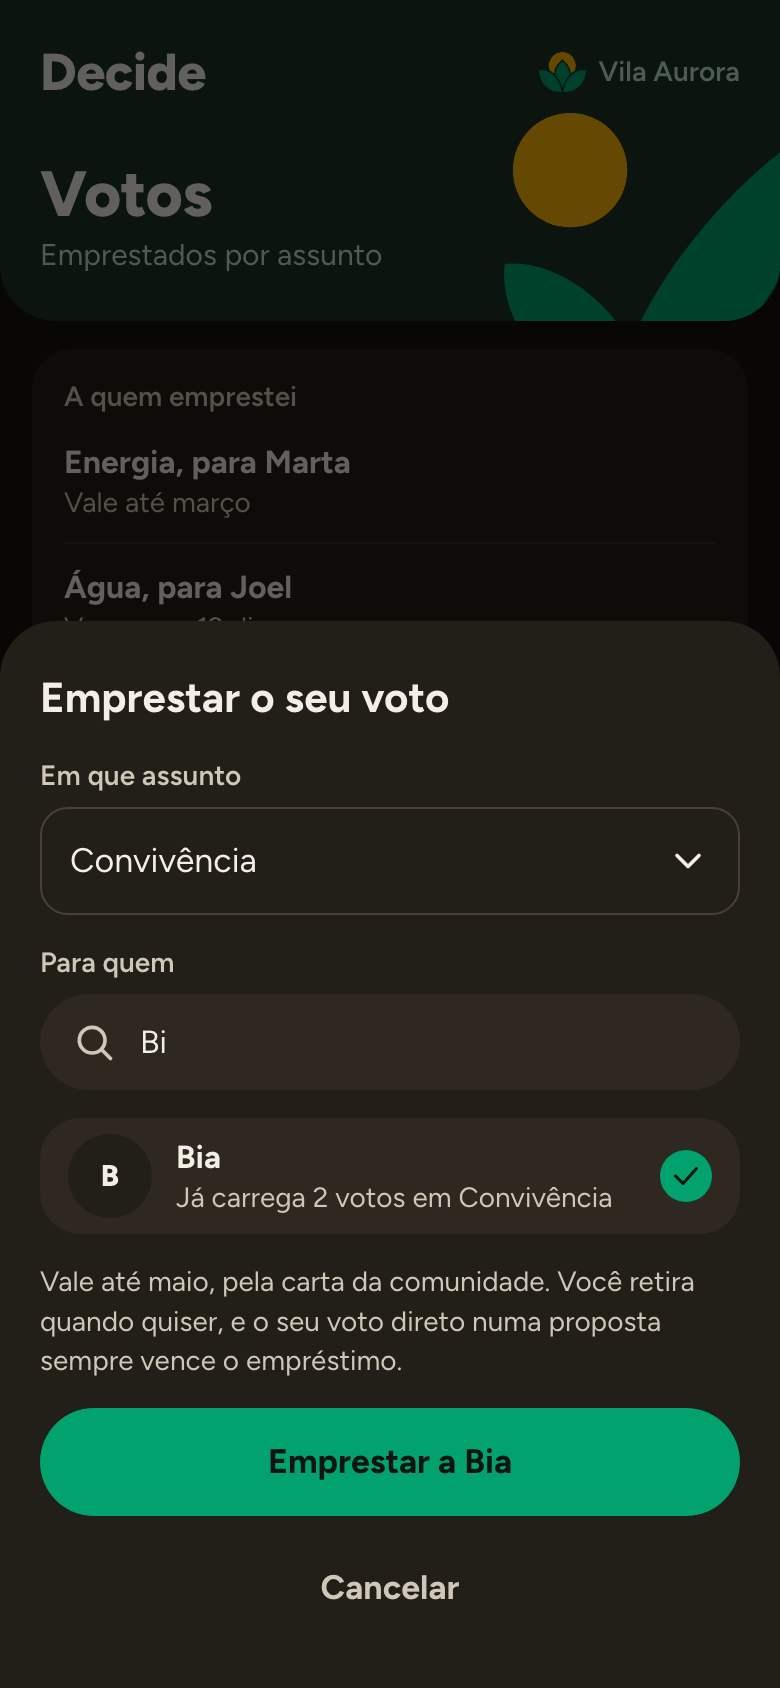 Decide
Vila Aurora
Votos
Emprestados por assunto
A quem emprestei
Energia, para Marta
Vale até março
Água, para Joel
Emprestar o seu voto
Em que assunto
Convivência
Para quem
Bi
B
Bia
Já carrega 2 votos em Convivência
Vale até maio, pela carta da comunidade. Você retira
quando quiser, e o seu voto direto numa proposta
sempre vence o empréstimo.
Emprestar a Bia
Cancelar